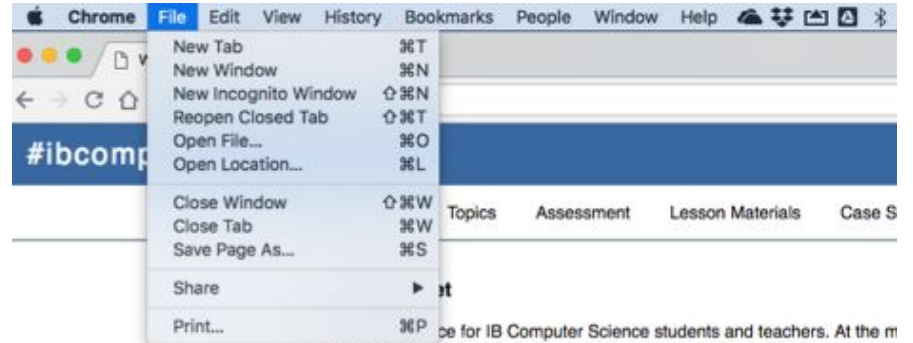 Chrome File Edit View History Bookmarks People Window Help
New Tab ⌘T
New Window ⌘N
New Incognito Window ⇧⌘N
Reopen Closed Tab ⇧⌘T
Open File... ⌘O
Open Location... ⌘L
#ibcomp
Close Window ⇧⌘W
Close Tab ⌘W
Save Page As... ⌘S
Topics Assessment Lesson Materials Case S
Share ▶
et
Print... ⌘P
ce for IB Computer Science students and teachers. At the m